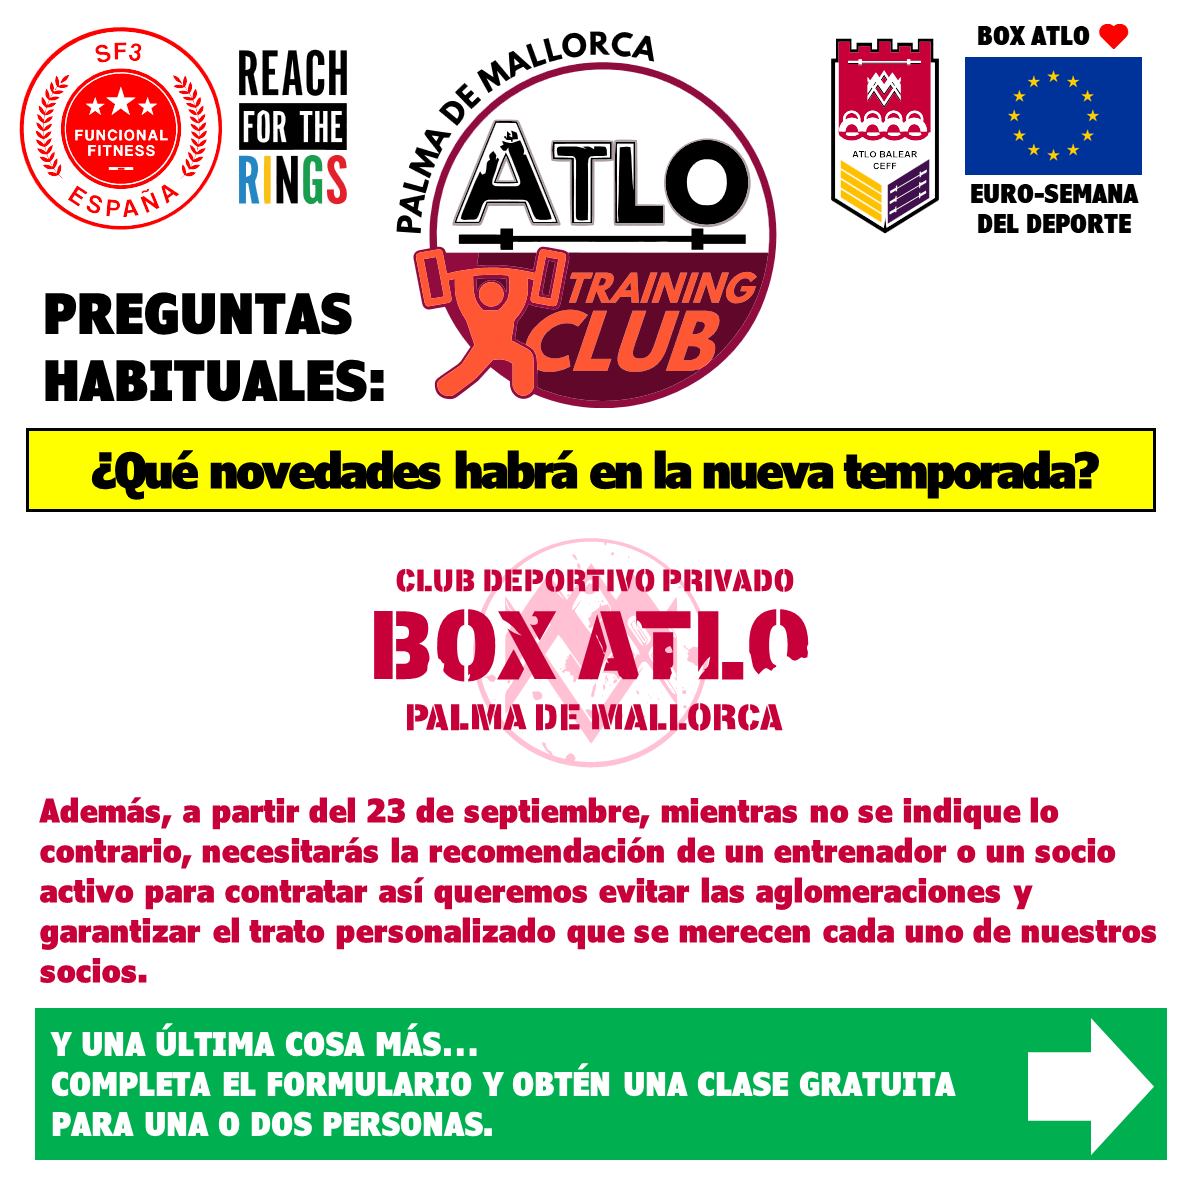 SF3
FUNCIONAL
FITNESS
ESPAÑA
REACH
FOR THE
RINGS
PALMA DE MALLORCA
ATLO
TRAINING
CLUB
ATLO BALEAR
CEFF
BOX ATLO
EURO-SEMANA
DEL DEPORTE
PREGUNTAS
HABITUALES:
¿Qué novedades habrá en la nueva temporada?
CLUB DEPORTIVO PRIVADO
BOX ATLO
PALMA DE MALLORCA
Además, a partir del 23 de septiembre, mientras no se indique lo
contrario, necesitarás la recomendación de un entrenador o un socio
activo para contratar así queremos evitar las aglomeraciones y
garantizar el trato personalizado que se merecen cada uno de nuestros
socios.
Y UNA ÚLTIMA COSA MÁS...
COMPLETA EL FORMULARIO Y OBTÉN UNA CLASE GRATUITA
PARA UNA O DOS PERSONAS.